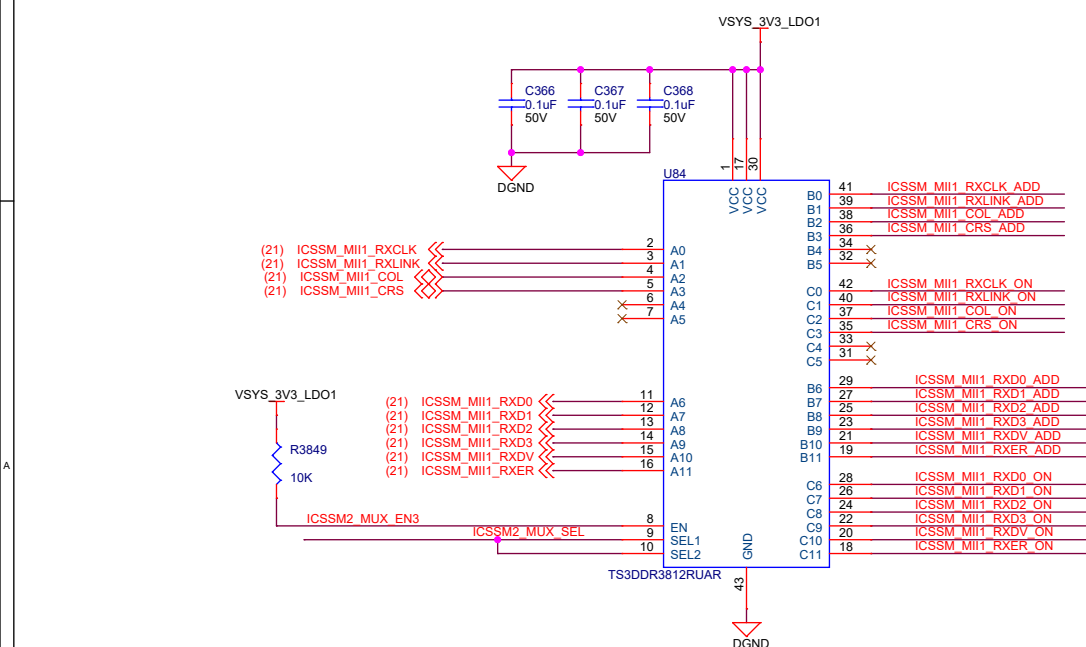 VSYS_3V3_LDO1
C366
0.1uF
50V
C367
0.1uF
50V
C368
0.1uF
50V
DGND
1
17
30
U84
VCC
VCC
VCC
(21) ICSSM_MII1_RXCLK 2 A0
(21) ICSSM_MII1_RXLINK 3 A1
(21) ICSSM_MII1_COL 4 A2
(21) ICSSM_MII1_CRS 5 A3
6 A4
7 A5
B0 41 ICSSM_MII1_RXCLK_ADD
B1 39 ICSSM_MII1_RXLINK_ADD
B2 38 ICSSM_MII1_COL_ADD
B3 36 ICSSM_MII1_CRS_ADD
B4 34
B5 32
C0 42 ICSSM_MII1_RXCLK_ON
C1 40 ICSSM_MII1_RXLINK_ON
C2 37 ICSSM_MII1_COL_ON
C3 35 ICSSM_MII1_CRS_ON
C4 33
C5 31
VSYS_3V3_LDO1
R3849
10K
(21) ICSSM_MII1_RXD0 11 A6
(21) ICSSM_MII1_RXD1 12 A7
(21) ICSSM_MII1_RXD2 13 A8
(21) ICSSM_MII1_RXD3 14 A9
(21) ICSSM_MII1_RXDV 15 A10
(21) ICSSM_MII1_RXER 16 A11
B6 29 ICSSM_MII1_RXD0_ADD
B7 27 ICSSM_MII1_RXD1_ADD
B8 25 ICSSM_MII1_RXD2_ADD
B9 23 ICSSM_MII1_RXD3_ADD
B10 21 ICSSM_MII1_RXDV_ADD
B11 19 ICSSM_MII1_RXER_ADD
C6 28 ICSSM_MII1_RXD0_ON
C7 26 ICSSM_MII1_RXD1_ON
C8 24 ICSSM_MII1_RXD2_ON
C9 22 ICSSM_MII1_RXD3_ON
C10 20 ICSSM_MII1_RXDV_ON
C11 18 ICSSM_MII1_RXER_ON
A
ICSSM2_MUX_EN3 8 EN
ICSSM2_MUX_SEL 9 SEL1
10 SEL2
GND
TS3DDR3812RUAR
43
DGND